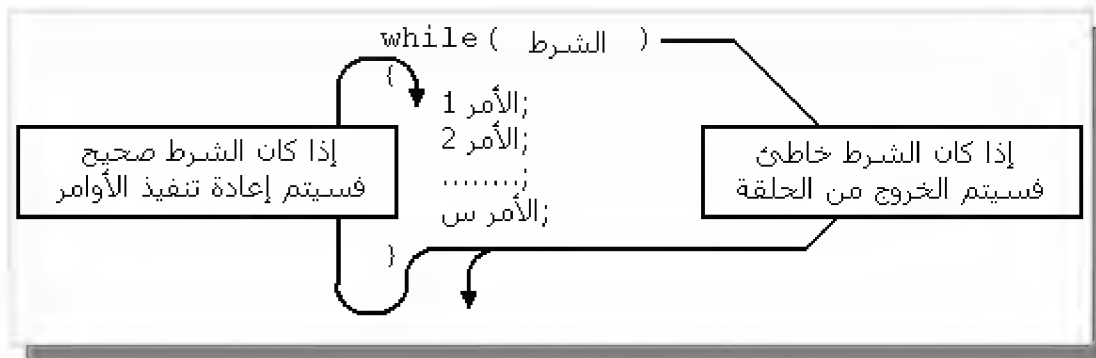 while ( الشرط )
{
الأمر 1;
الأمر 2;
........;
الأمر س;
}
إذا كان الشرط صحيح
فسيتم إعادة تنفيذ الأوامر
إذا كان الشرط خاطئ
فسيتم الخروج من الحلقة